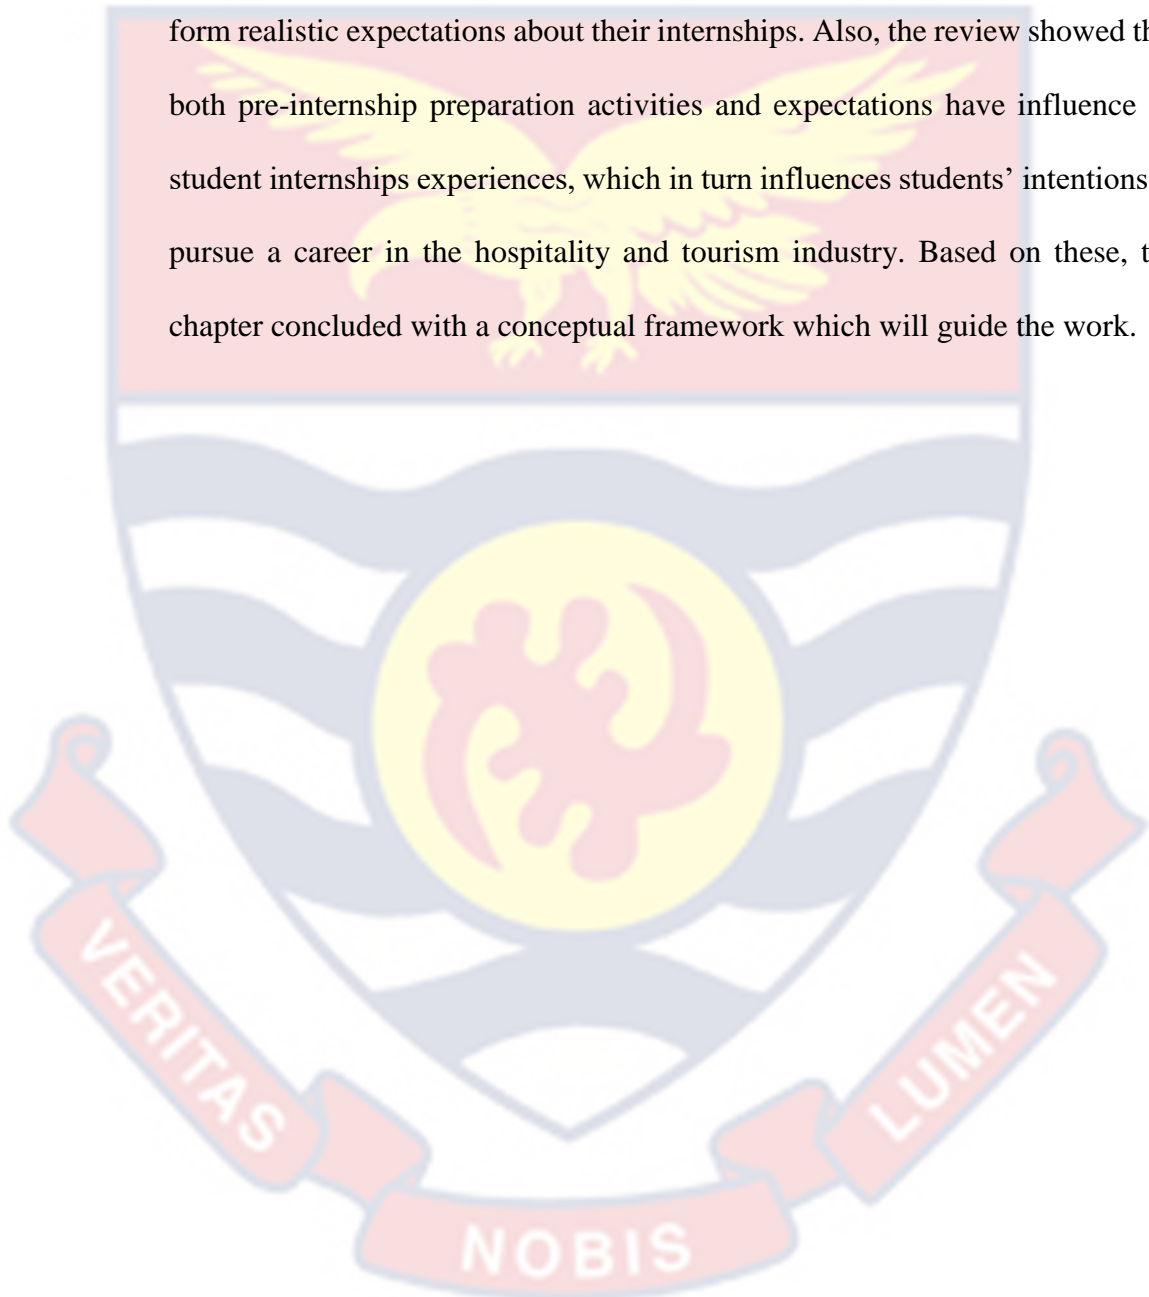 form realistic expectations about their internships. Also, the review showed
both pre-internship preparation activities and expectations have influence
student internships experiences, which in turn influences students’ intentions
pursue a career in the hospitality and tourism industry. Based on these,
chapter concluded with a conceptual framework which will guide the work.
VERITAS
NOBIS
LUMEN